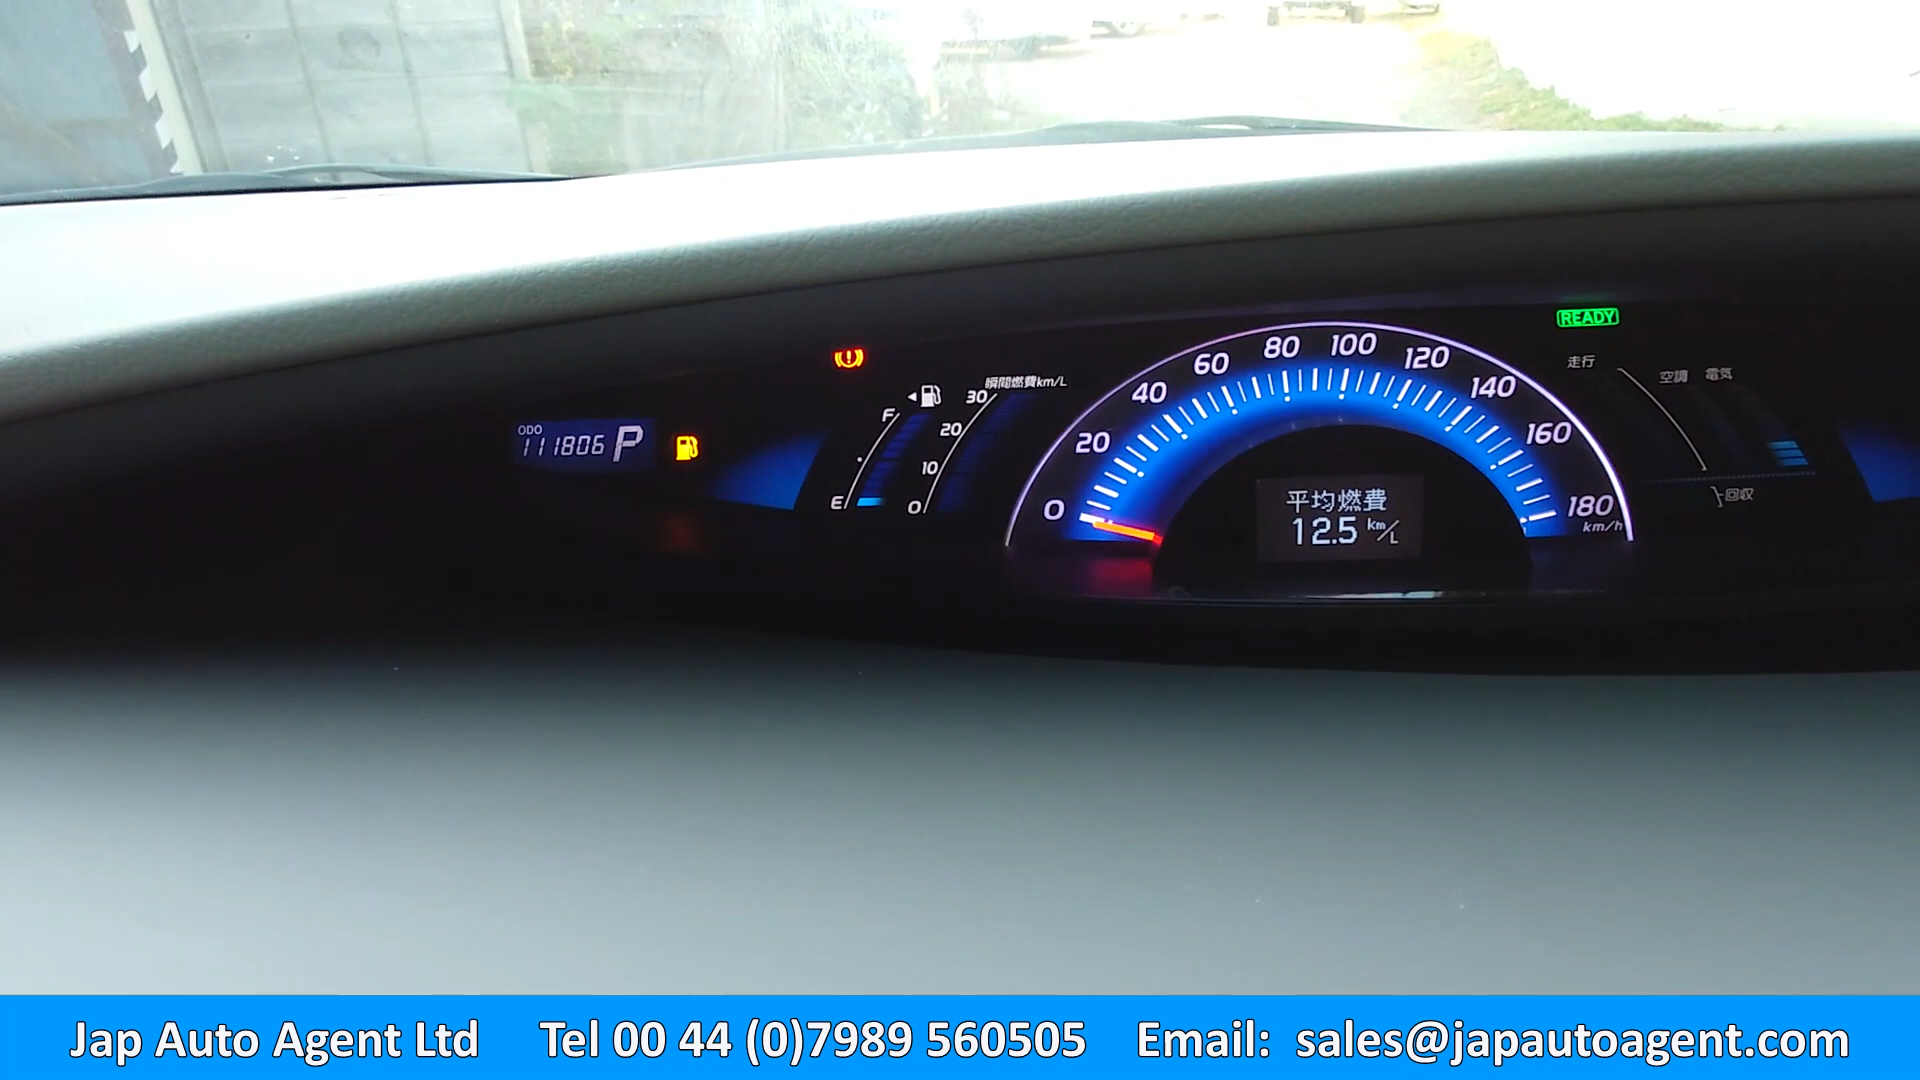 ODO
111806 P
F
E
瞬間燃費km/L
30
20
10
0
0
20
40
60
80
100
120
140
160
180
km/h
平均燃費
12.5 km/L
READY
走行
空調 電気
回収
Jap Auto Agent Ltd Tel 00 44 (0)7989 560505 Email: sales@japautoagent.com